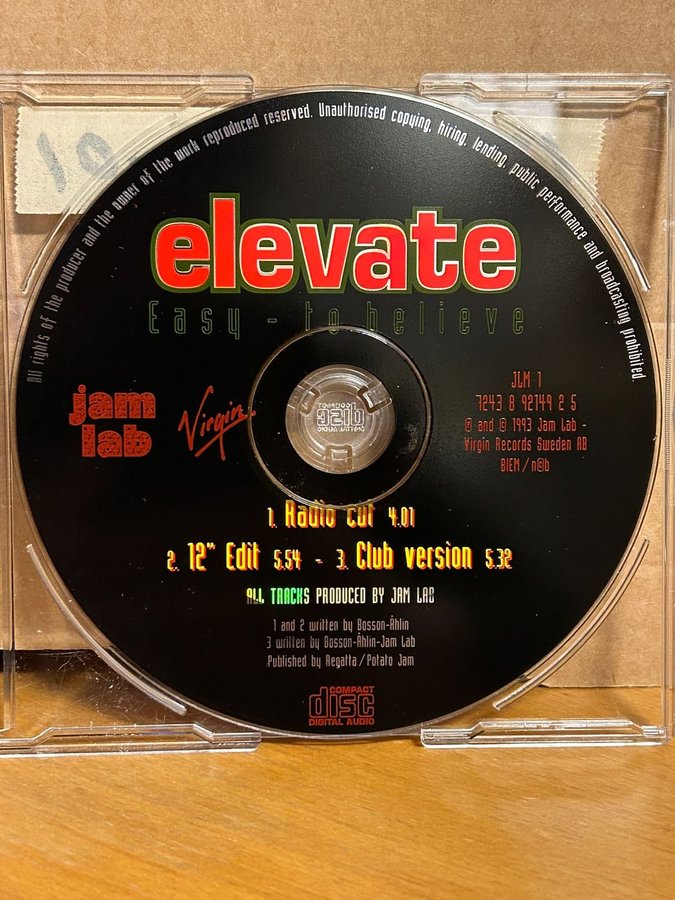 All rights of the producer and the owner of the work reproduced reserved. Unauthorised copying, hiring, lending, public performance and broadcasting prohibited.
elevate
Easy - to believe
jam
lab
Virgin
JLM 1
7243 8 92149 2 5
© and ℗ 1993 Jam Lab -
Virgin Records Sweden AB
BIEM / n©b
1. Radio cut 4.01
2. 12" Edit 5.54 - 3. Club version 5.32
ALL TRACKS PRODUCED BY JAM LAB
1 and 2 written by Bosson-Åhlin
3 written by Bosson-Åhlin-Jam Lab
Published by Regatta / Potato Jam
COMPACT
disc
DIGITAL AUDIO